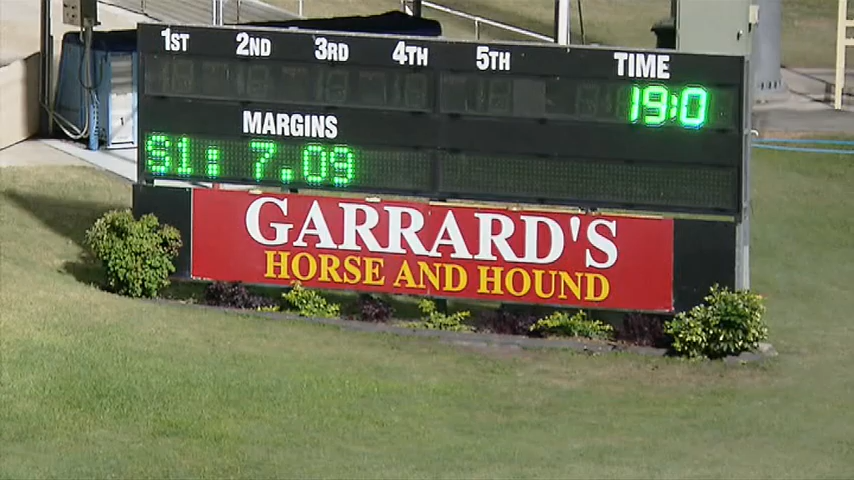 1ST 2ND 3RD 4TH 5TH TIME
19:0
MARGINS
S1: 7.09
GARRARD'S
HORSE AND HOUND